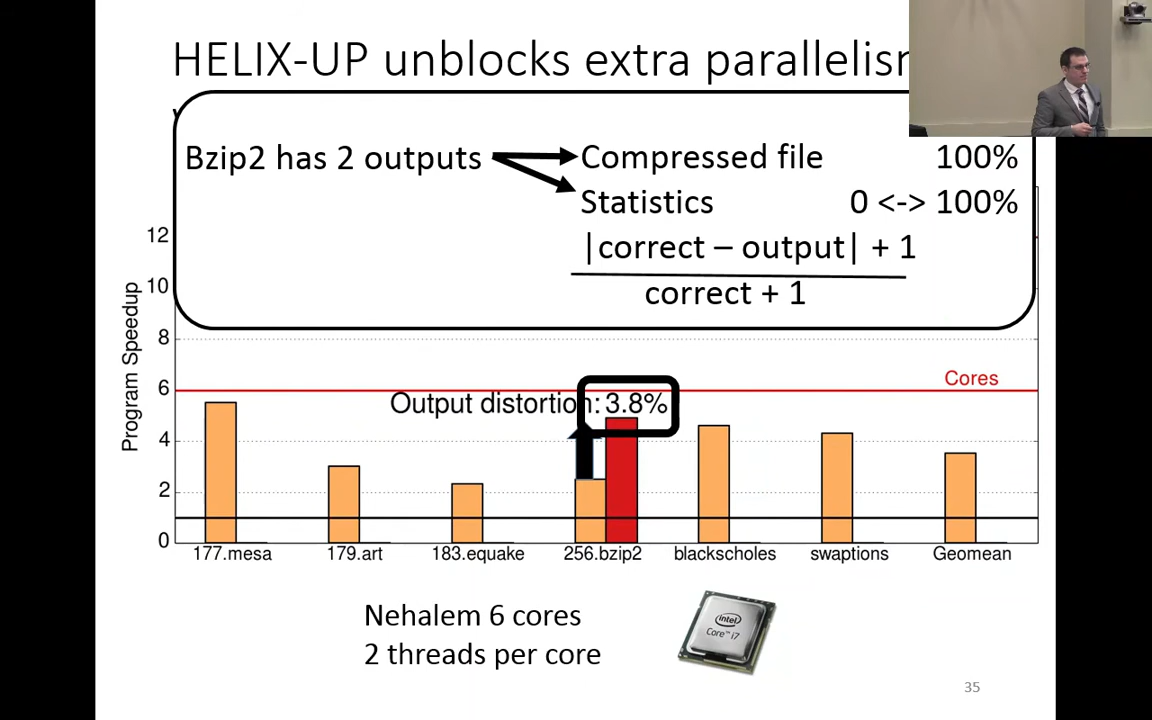 HELIX-UP unblocks extra parallelis
Bzip2 has 2 outputs
Compressed file 100%
Statistics 0 <-> 100%
|correct – output| + 1
correct + 1
12
10
8
6
4
2
0
Program Speedup
Cores
Output distortion: 3.8%
177.mesa 179.art 183.equake 256.bzip2 blackscholes swaptions Geomean
Nehalem 6 cores
2 threads per core
intel
Core™ i7
35